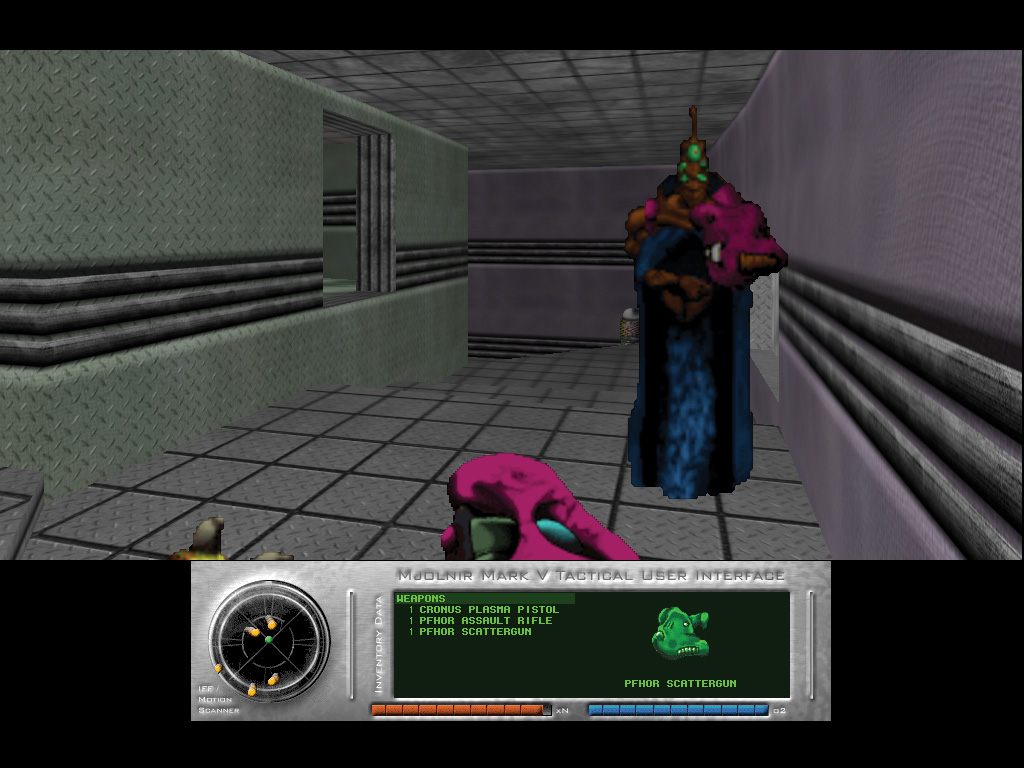 Mjolnir Mark V Tactical User Interface
Inventory Data
WEAPONS
1 CRONUS PLASMA PISTOL
1 PFHOR ASSAULT RIFLE
1 PFHOR SCATTERGUN
PFHOR SCATTERGUN
IFF /
Motion
Scanner
xN
o2